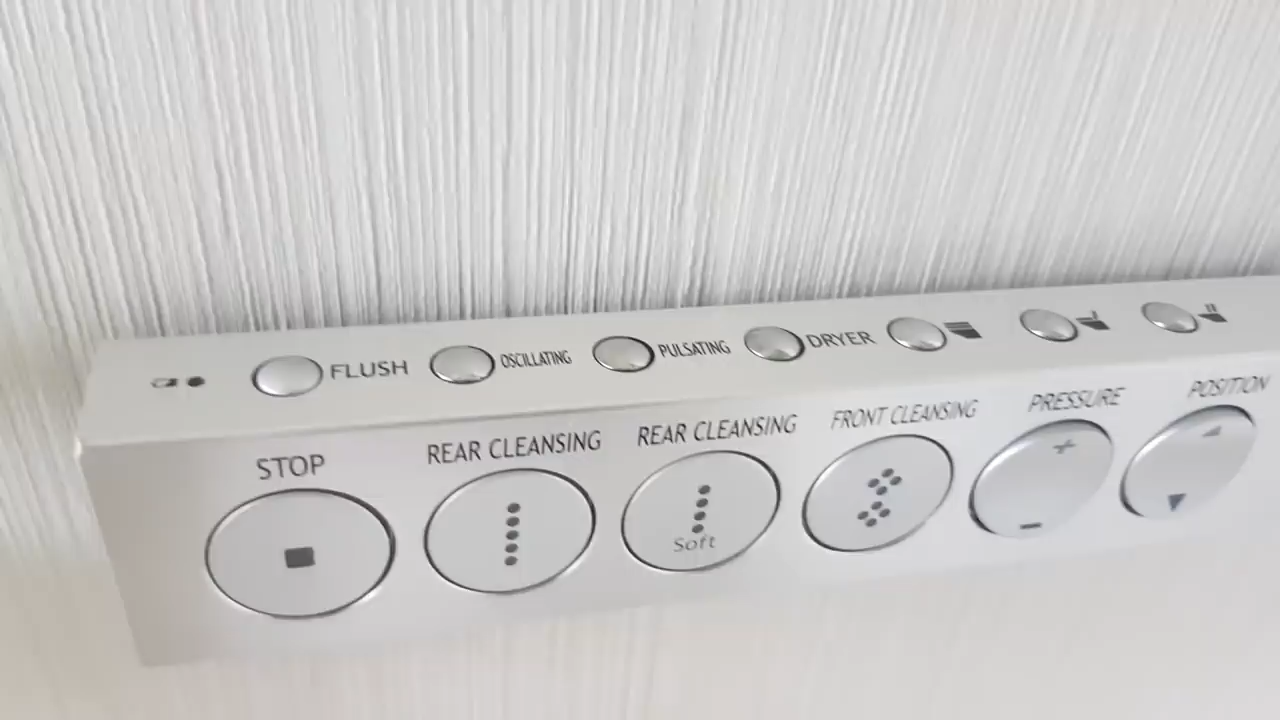 FLUSH OSCILLATING PULSATING DRYER
STOP REAR CLEANSING REAR CLEANSING FRONT CLEANSING PRESSURE POSITION
+
Soft
-